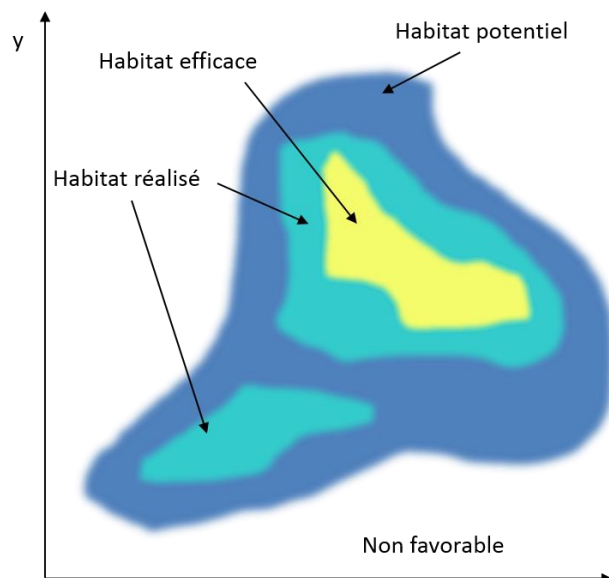 Habitat potentiel
y
Habitat efficace
Habitat réalisé
Non favorable